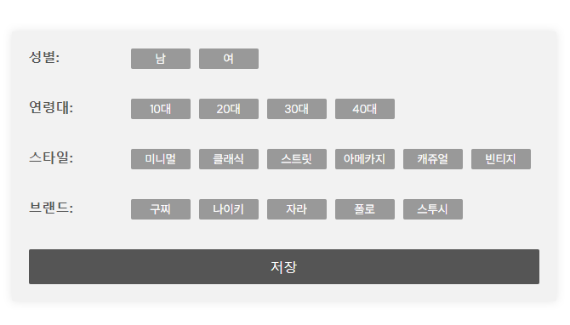 성별: 남 여
연령대: 10대 20대 30대 40대
스타일: 미니멀 클래식 스트릿 아메카지 캐쥬얼 빈티지
브랜드: 구찌 나이키 자라 폴로 스투시
저장